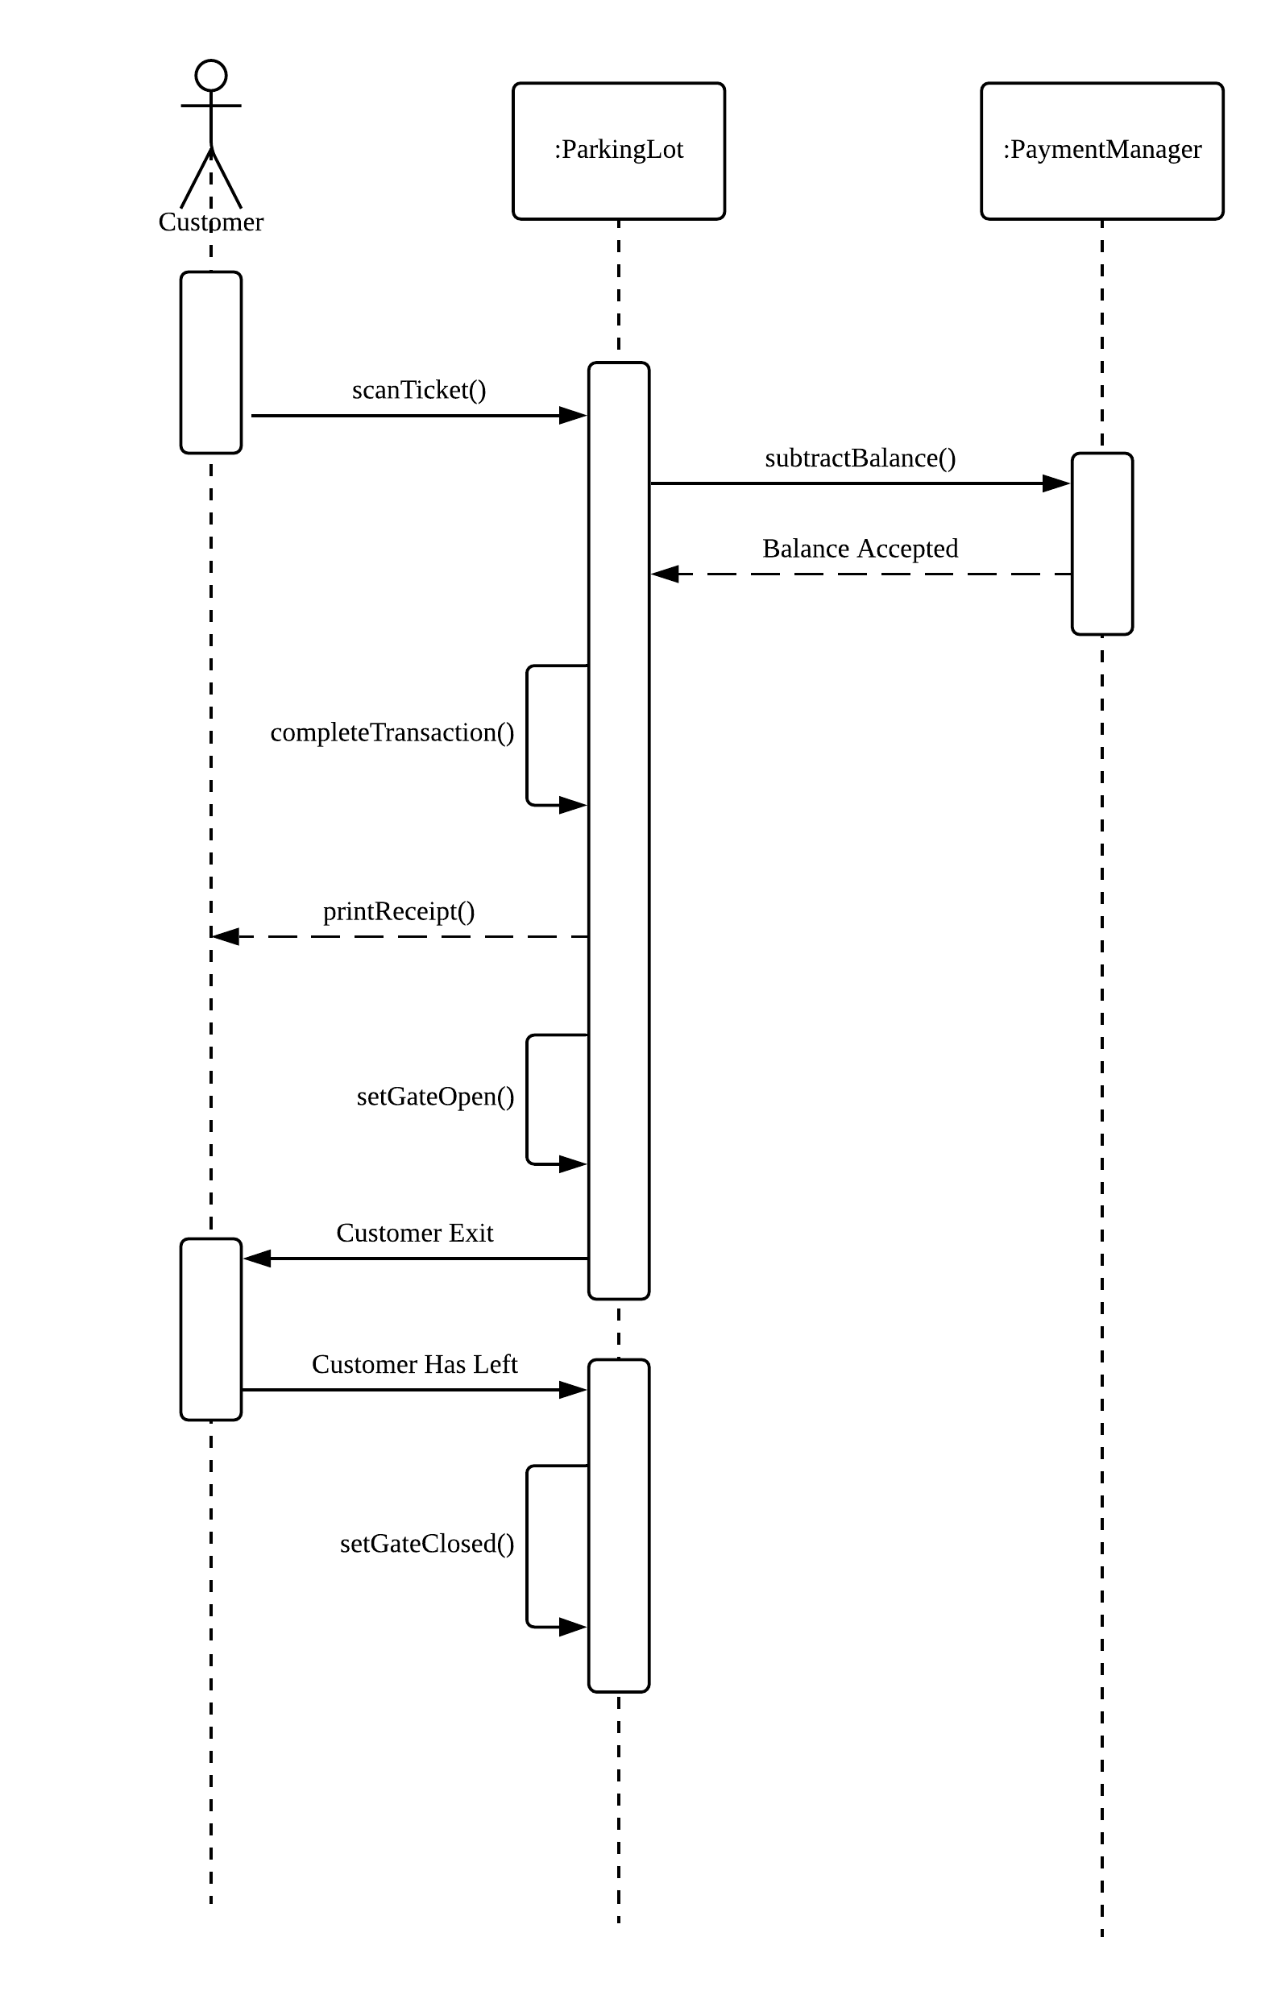 Customer
:ParkingLot
:PaymentManager
scanTicket()
subtractBalance()
Balance Accepted
completeTransaction()
printReceipt()
setGateOpen()
Customer Exit
Customer Has Left
setGateClosed()